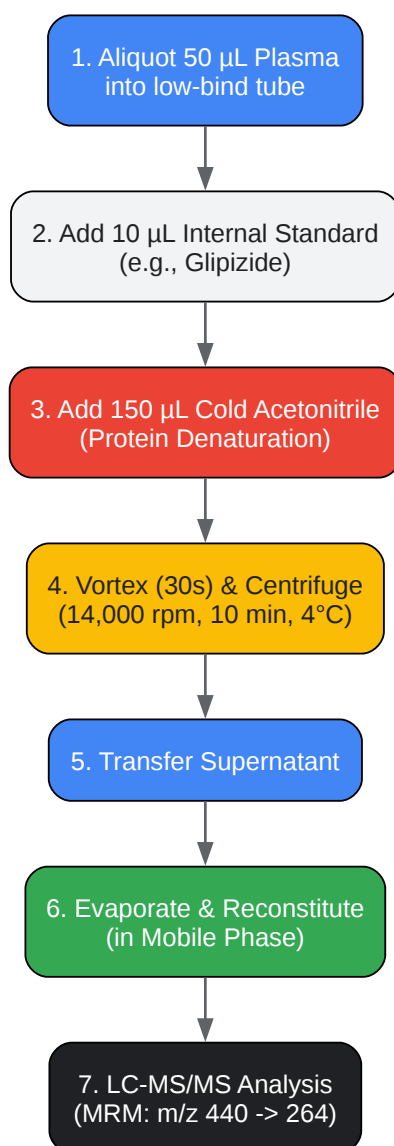 1. Aliquot 50 µL Plasma
into low-bind tube
2. Add 10 µL Internal Standard
(e.g., Glipizide)
3. Add 150 µL Cold Acetonitrile
(Protein Denaturation)
4. Vortex (30s) & Centrifuge
(14,000 rpm, 10 min, 4°C)
5. Transfer Supernatant
6. Evaporate & Reconstitute
(in Mobile Phase)
7. LC-MS/MS Analysis
(MRM: m/z 440 -> 264)